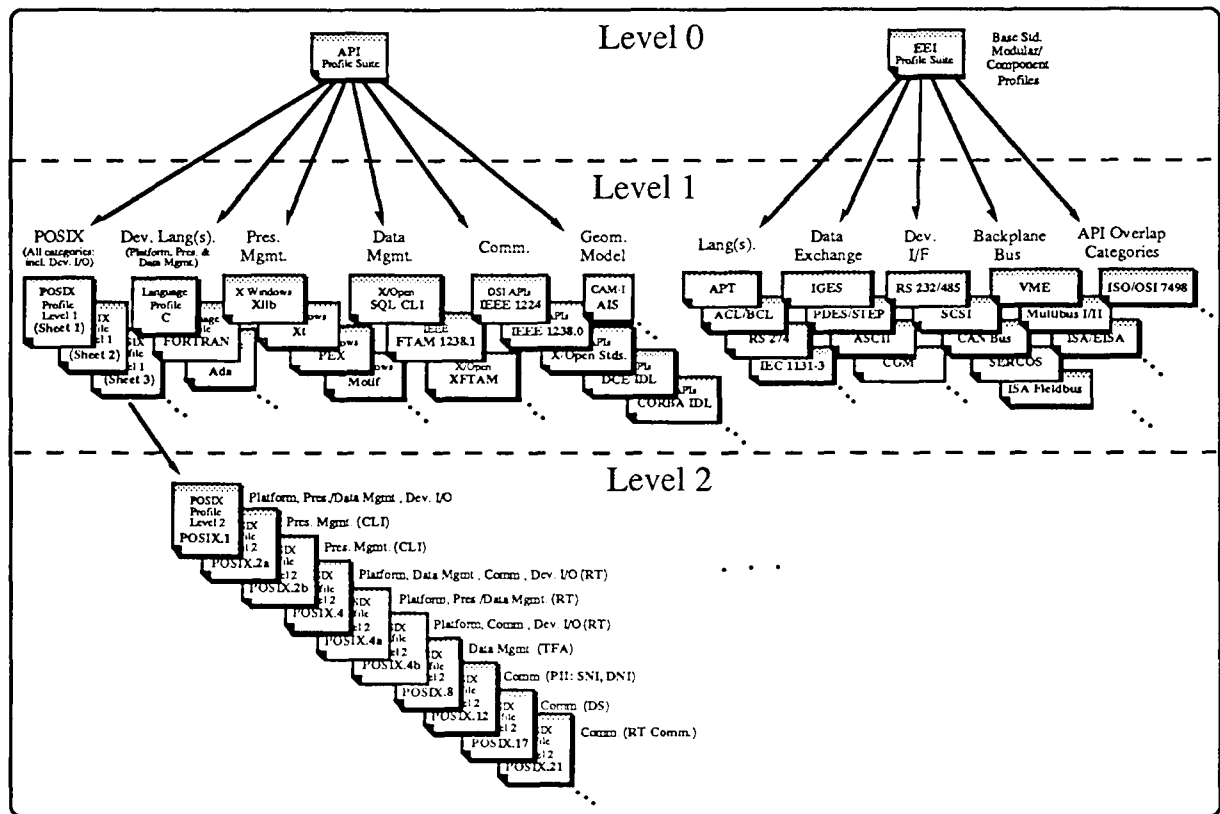 Level 0
API
Profile Suite
EEI
Profile Suite
Base Std.
Modular/
Component
Profiles
Level 1
POSIX
(All categories:
incl. Dev. I/O)
Dev. Lang(s).
(Platform, Pres. &
Data Mgmt.)
Pres.
Mgmt.
Data
Mgmt.
Comm.
Geom.
Model
Lang(s).
Data
Exchange
Dev.
I/F
Backplane
Bus
API Overlap
Categories
POSIX
Profile
Level 1
(Sheet 1)
(Sheet 2)
(Sheet 3)
Language
Profile
C
FORTRAN
Ada
X Windows
X11b
Xt
PEX
Motif
X/Open
SQL CLI
IEEE
FTAM 1238.1
X/Open
XFTAM
OSI APIs
IEEE 1224
APIs
IEEE 1238.0
APIs
X/Open Stds.
APIs
DCE IDL
APIs
CORBA IDL
CAM-I
AIS
APT
ACL/BCL
RS 274
IEC 1131-3
IGES
PDES/STEP
ASCII
CGM
RS 232/485
SCSI
CAN Bus
SERCOS
ISA Fieldbus
VME
Multibus I/II
ISA/EISA
ISO/OSI 7498
Level 2
POSIX
Profile
Level 2
POSIX.1
Platform, Pres./Data Mgmt., Dev. I/O
POSIX.2a
Pres. Mgmt. (CLI)
POSIX.2b
Pres. Mgmt. (CLI)
POSIX.4
Platform, Data Mgmt., Comm., Dev. I/O (RT)
POSIX.4a
Platform, Pres./Data Mgmt. (RT)
POSIX.4b
Platform, Comm., Dev. I/O (RT)
POSIX.8
Data Mgmt. (TFA)
POSIX.12
Comm. (PII: SNI, DNI)
POSIX.17
Comm. (DS)
POSIX.21
Comm. (RT Comm.)